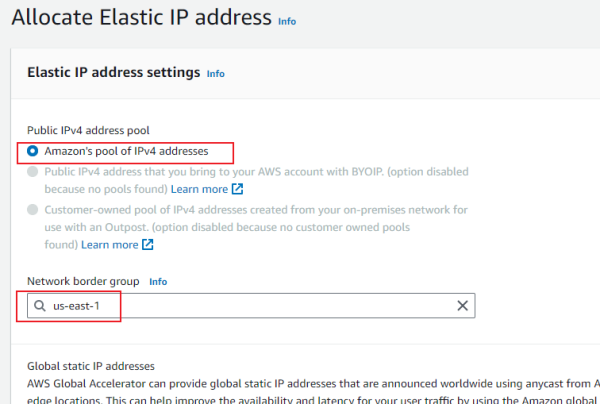 Allocate Elastic IP address Info
Elastic IP address settings Info
Public IPv4 address pool
Amazon's pool of IPv4 addresses
Public IPv4 address that you bring to your AWS account with BYOIP. (option disabled
because no pools found) Learn more
Customer-owned pool of IPv4 addresses created from your on-premises network for
use with an Outpost. (option disabled because no customer owned pools
found) Learn more
Network border group Info
us-east-1
Global static IP addresses
AWS Global Accelerator can provide global static IP addresses that are announced worldwide using anycast from A
edge locations. This can help improve the availability and latency for your user traffic by using the Amazon global